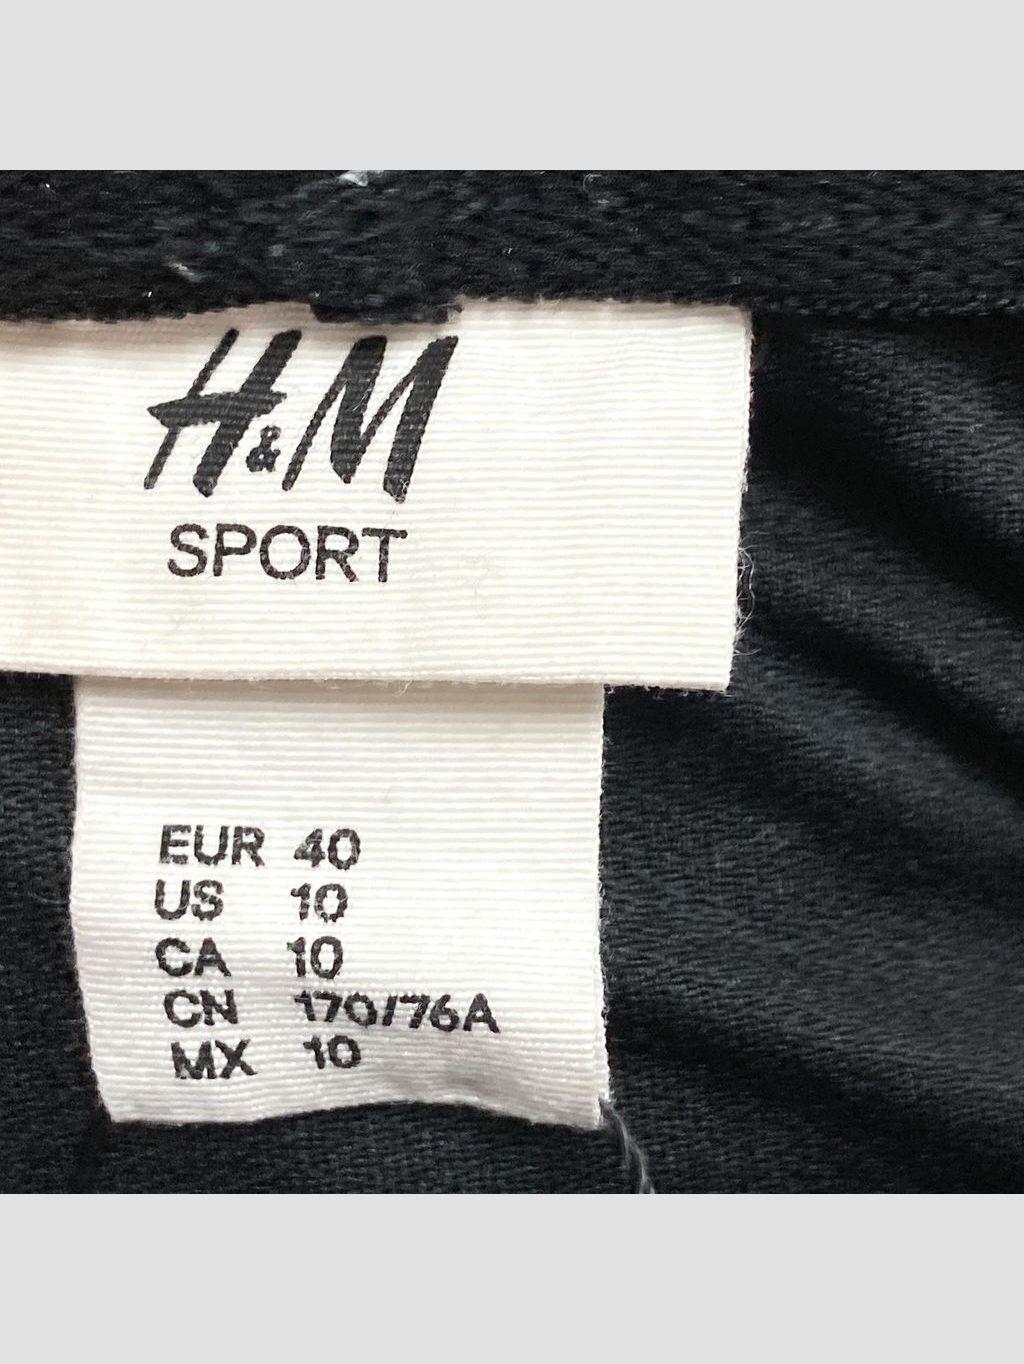 H&M
SPORT
EUR 40
US 10
CA 10
CN 170/76A
MX 10